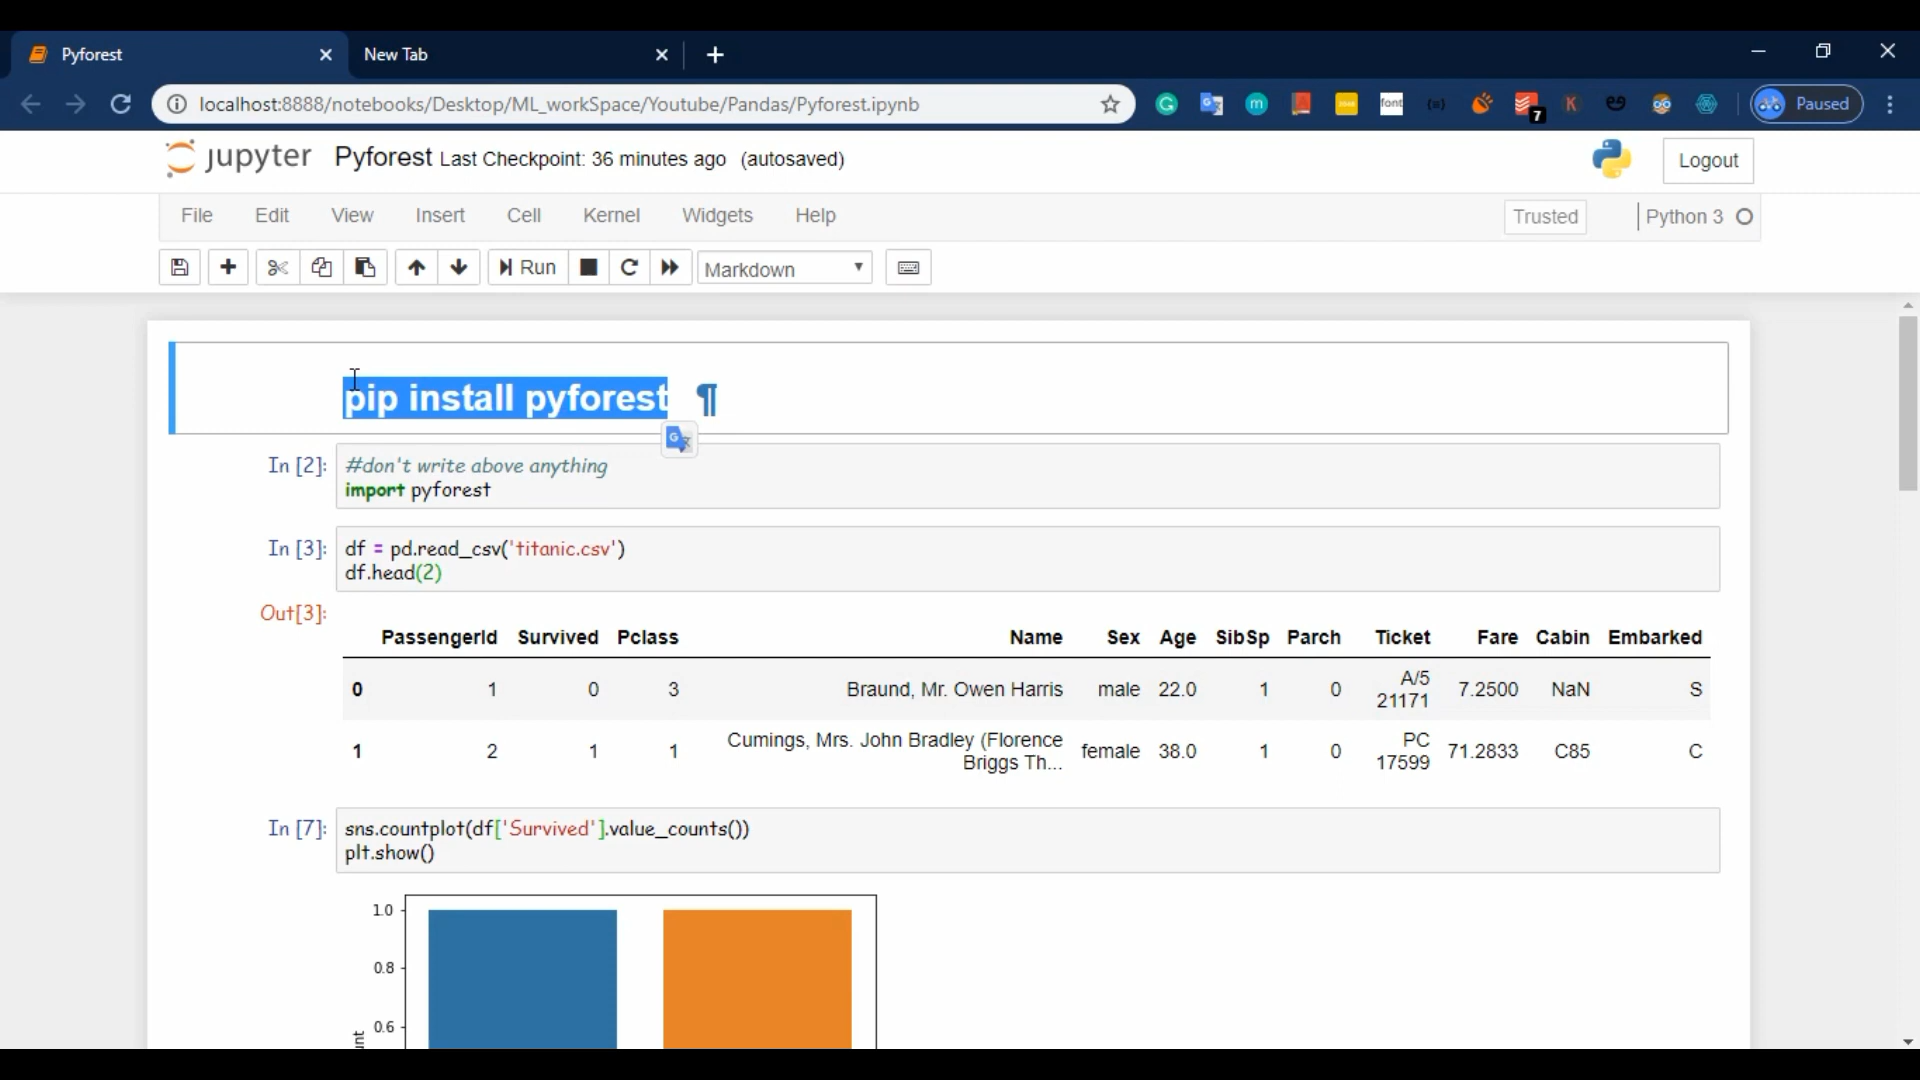 Pyforest
New Tab
localhost:8888/notebooks/Desktop/ML_workSpace/Youtube/Pandas/Pyforest.ipynb
font
7
Paused
jupyter Pyforest Last Checkpoint: 36 minutes ago (autosaved)
Logout
File Edit View Insert Cell Kernel Widgets Help
Trusted
Python 3
Run
Markdown
pip install pyforest ¶
In [2]:
#don't write above anything
import pyforest
In [3]:
df = pd.read_csv('titanic.csv')
df.head(2)
Out[3]:
PassengerId Survived Pclass Name Sex Age SibSp Parch Ticket Fare Cabin Embarked
0 1 0 3 Braund, Mr. Owen Harris male 22.0 1 0 A/5 21171 7.2500 NaN S
1 2 1 1 Cumings, Mrs. John Bradley (Florence Briggs Th... female 38.0 1 0 PC 17599 71.2833 C85 C
In [7]:
sns.countplot(df['Survived'].value_counts())
plt.show()
1.0
0.8
0.6